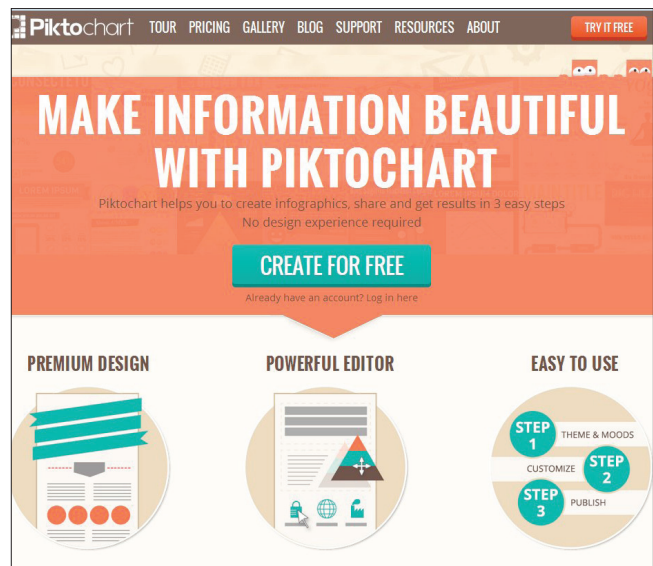 Piktochart TOUR PRICING GALLERY BLOG SUPPORT RESOURCES ABOUT TRY IT FREE
MAKE INFORMATION BEAUTIFUL
WITH PIKTOCHART
Piktochart helps you to create infographics, share and get results in 3 easy steps
No design experience required
CREATE FOR FREE
Already have an account? Log in here
PREMIUM DESIGN POWERFUL EDITOR EASY TO USE
STEP
1
THEME & MOODS
CUSTOMIZE
STEP
2
STEP
3
PUBLISH